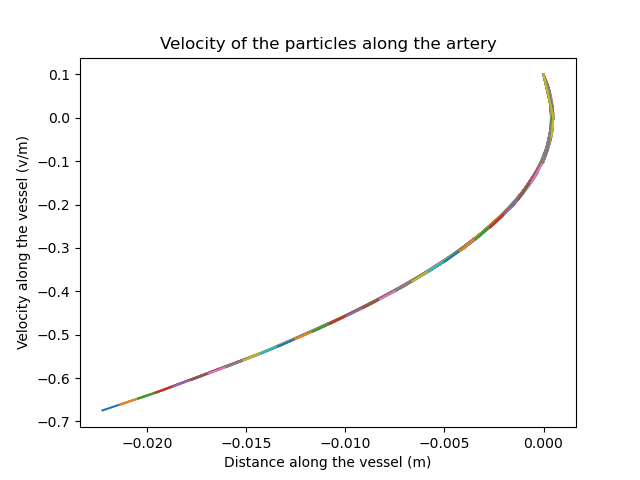 Velocity of the particles along the artery
Velocity along the vessel (v/m)
0.1
0.0
−0.1
−0.2
−0.3
−0.4
−0.5
−0.6
−0.7
−0.020 −0.015 −0.010 −0.005 0.000
Distance along the vessel (m)